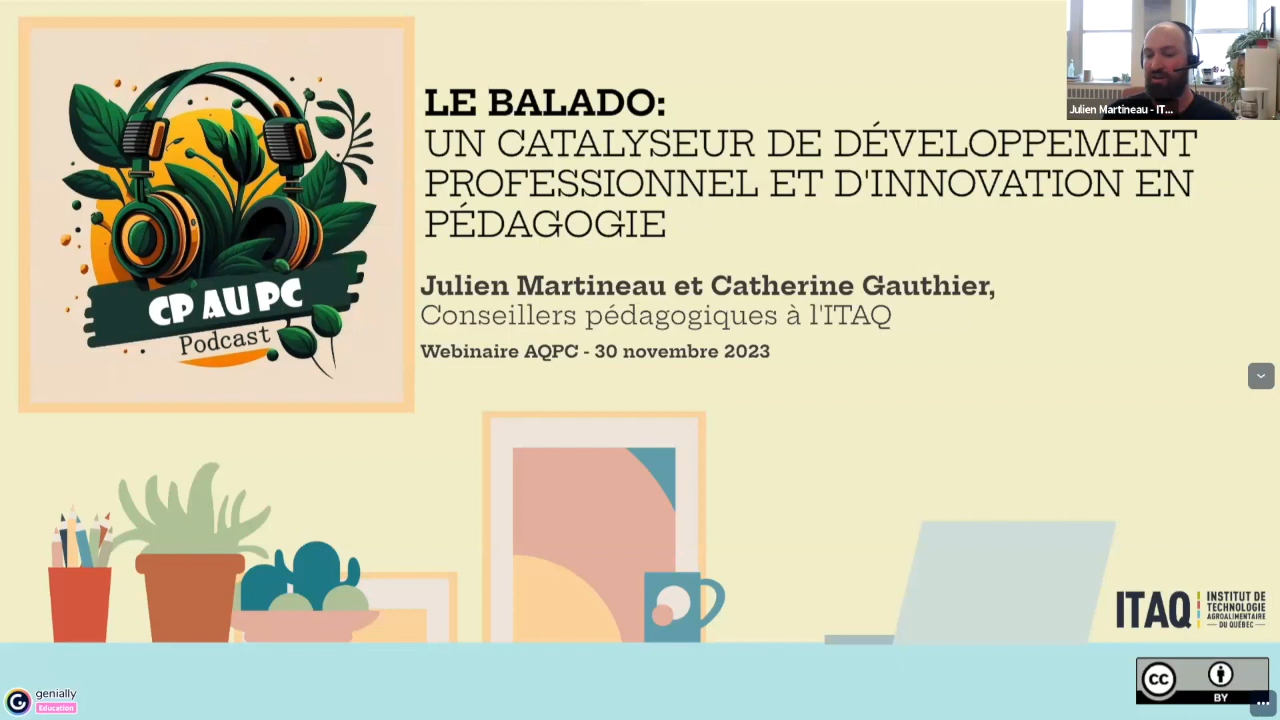 LE BALADO:
UN CATALYSEUR DE DÉVELOPPEMENT
PROFESSIONNEL ET D'INNOVATION EN
PÉDAGOGIE
Julien Martineau et Catherine Gauthier,
Conseillers pédagogiques à l'ITAQ
Webinaire AQPC - 30 novembre 2023
CP AU PC
Podcast
Julien Martineau - IT...
ITAQ
INSTITUT DE
TECHNOLOGIE
AGROALIMENTAIRE
DU QUÉBEC
cc
BY
genially
Education